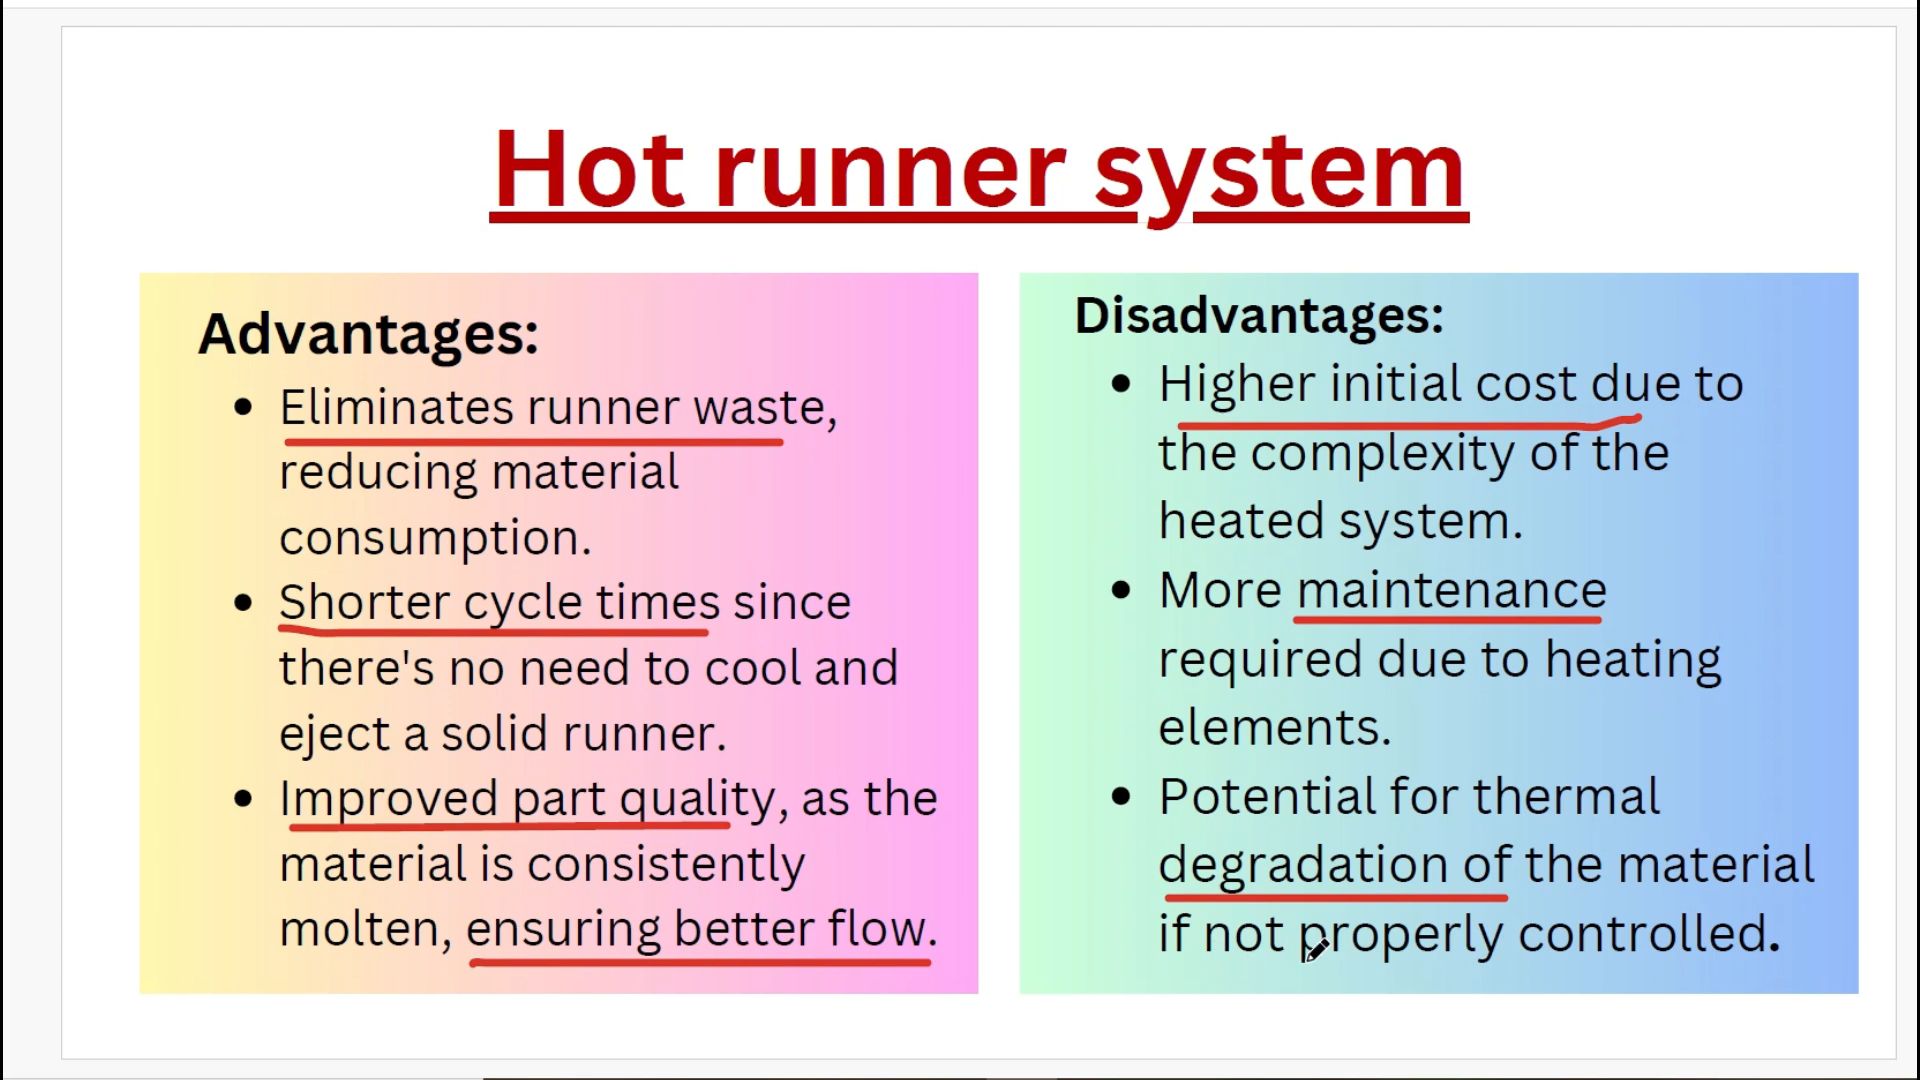 Hot runner system
Advantages:
• Eliminates runner waste,
reducing material
consumption.
• Shorter cycle times since
there's no need to cool and
eject a solid runner.
• Improved part quality, as the
material is consistently
molten, ensuring better flow.
Disadvantages:
• Higher initial cost due to
the complexity of the
heated system.
• More maintenance
required due to heating
elements.
• Potential for thermal
degradation of the material
if not properly controlled.